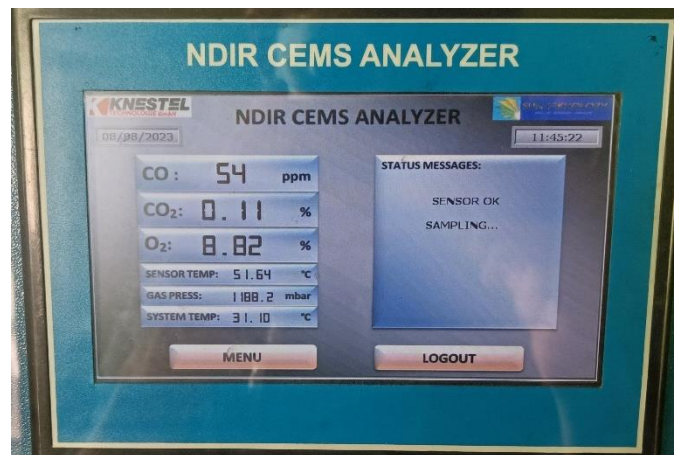 NDIR CEMS ANALYZER
KNESTEL
TECHNOLOGIE GmbH
NDIR CEMS ANALYZER
08/08/2023
11:45:22
CO : 54 ppm
CO₂: 0.11 %
O₂: 8.82 %
SENSOR TEMP: 51.64 °C
GAS PRESS: 1188.2 mbar
SYSTEM TEMP: 31.10 °C
STATUS MESSAGES:
SENSOR OK
SAMPLING...
MENU
LOGOUT